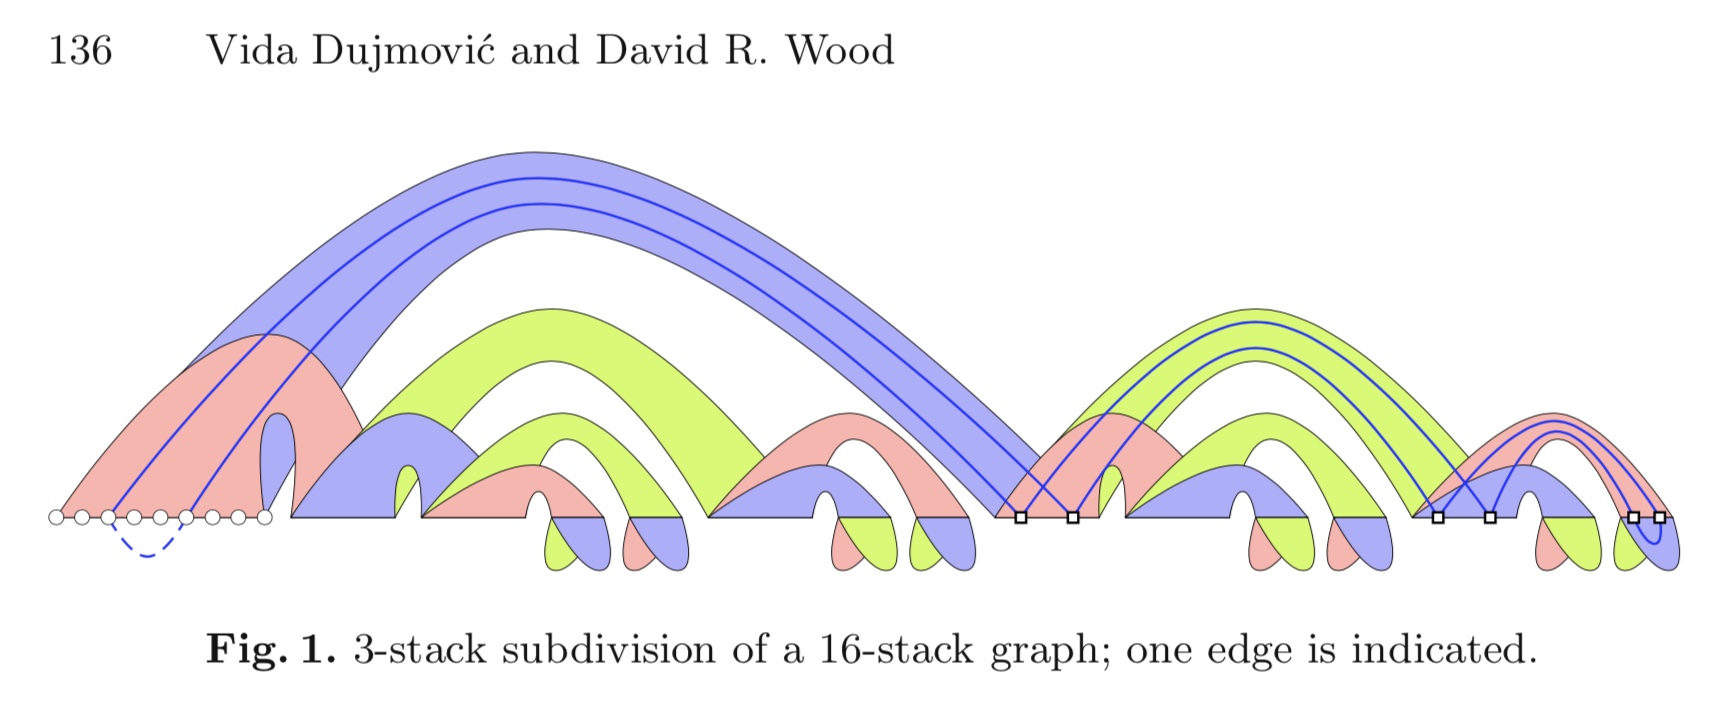 136 Vida Dujmović and David R. Wood
Fig. 1. 3-stack subdivision of a 16-stack graph; one edge is indicated.